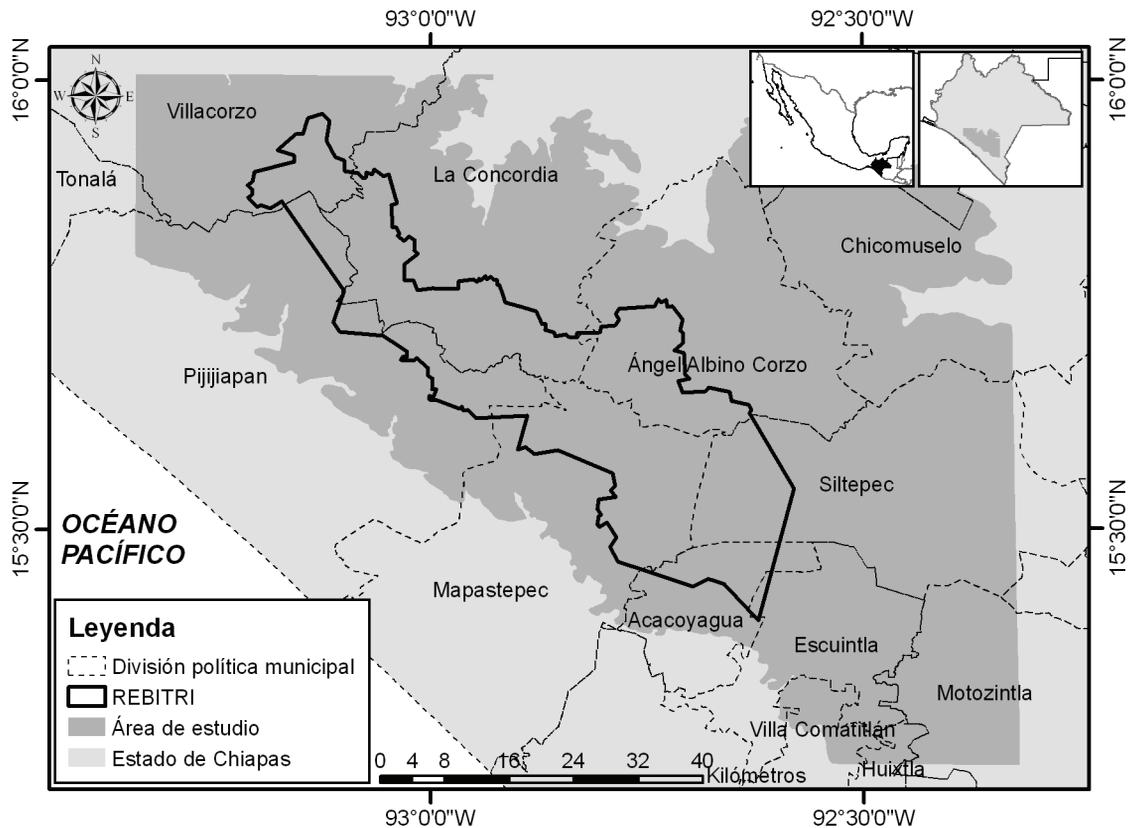 93°0'0"W
92°30'0"W
16°0'0"N
16°0'0"N
N
W
E
S
Villacorzo
Tonalá
La Concordia
Chicomuselo
Pijijiapan
Ángel Albino Corzo
Siltepec
15°30'0"N
15°30'0"N
OCÉANO
PACÍFICO
Mapastepec
Acacoyagua
Escuintla
Motozintla
Villa Comatitlán
Huixtla
Leyenda
División política municipal
REBITRI
Área de estudio
Estado de Chiapas
0 4 8 16 24 32 40
Kilómetros
93°0'0"W
92°30'0"W